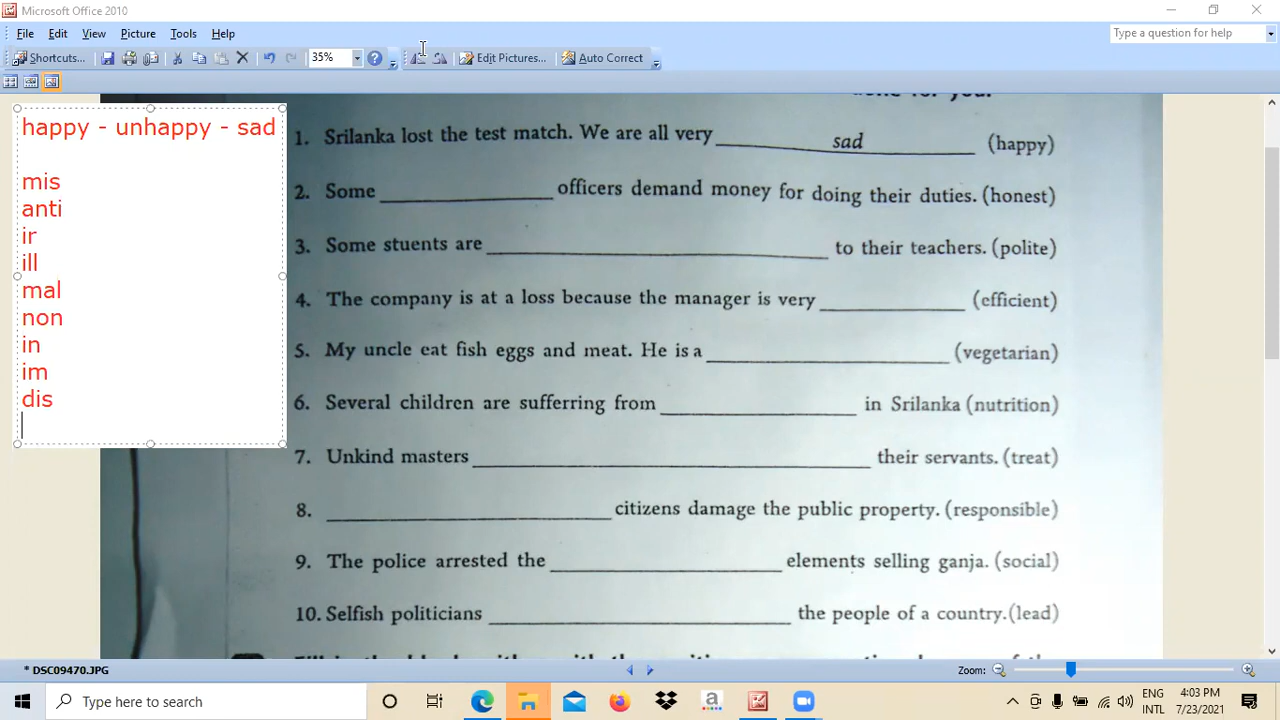 Microsoft Office 2010
File Edit View Picture Tools Help
Type a question for help
Shortcuts... 35% Edit Pictures... Auto Correct
happy - unhappy - sad
mis
anti
ir
ill
mal
non
in
im
dis
done for you.
1. Srilanka lost the test match. We are all very sad (happy)
2. Some officers demand money for doing their duties. (honest)
3. Some stuents are to their teachers. (polite)
4. The company is at a loss because the manager is very (efficient)
5. My uncle eat fish eggs and meat. He is a (vegetarian)
6. Several children are suffering from in Srilanka (nutrition)
7. Unkind masters their servants. (treat)
8. citizens damage the public property. (responsible)
9. The police arrested the elements selling ganja. (social)
10. Selfish politicians the people of a country.(lead)
* DSC09470.JPG
Zoom:
Type here to search
ENG
INTL
4:03 PM
7/23/2021